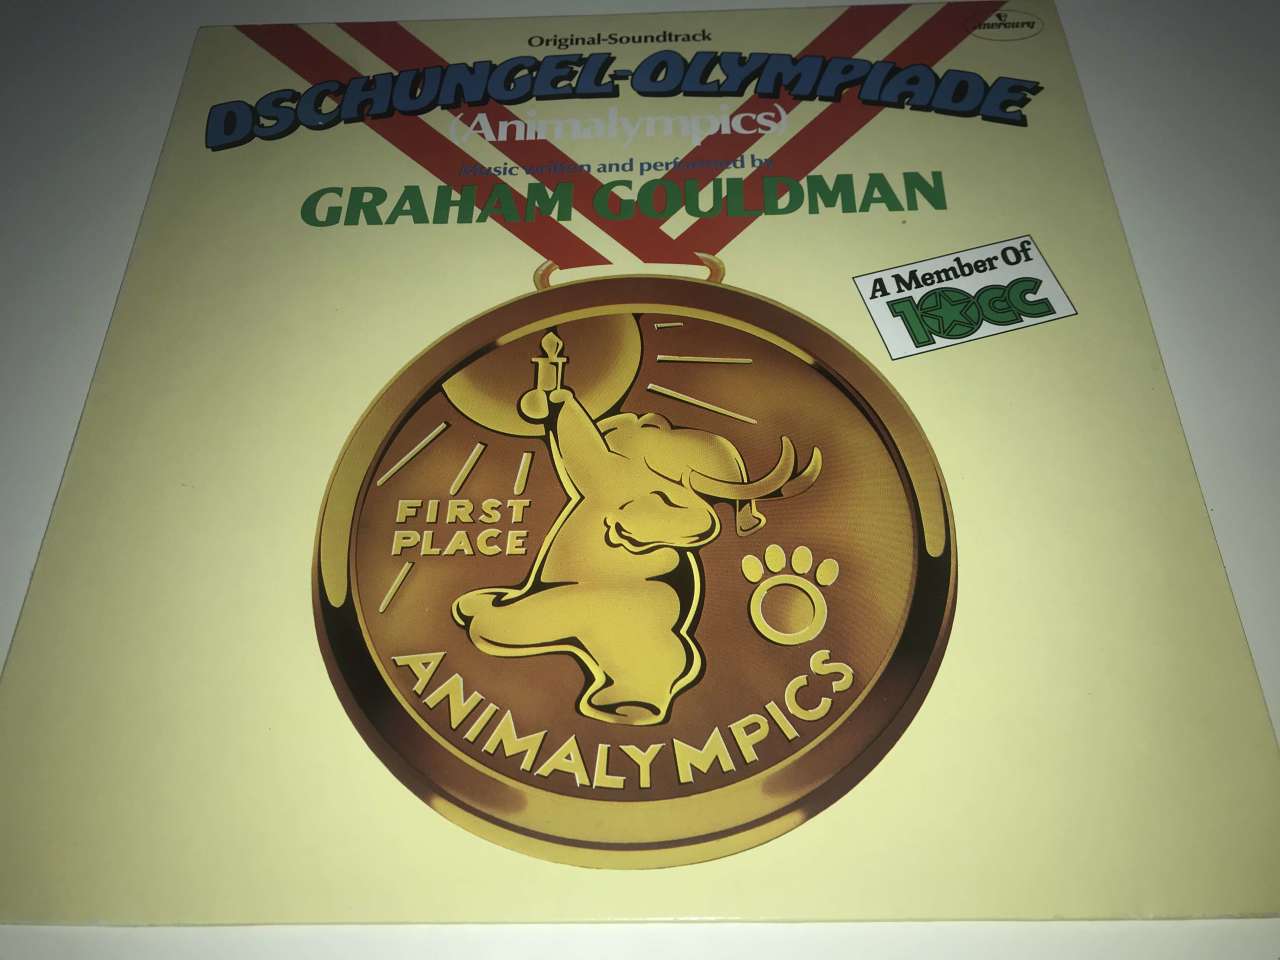 Original-Soundtrack
mercury
DSCHUNGEL-OLYMPIADE
(Animalympics)
Music written and performed by
GRAHAM GOULDMAN
A Member Of
10CC
FIRST
PLACE
ANIMALYMPICS